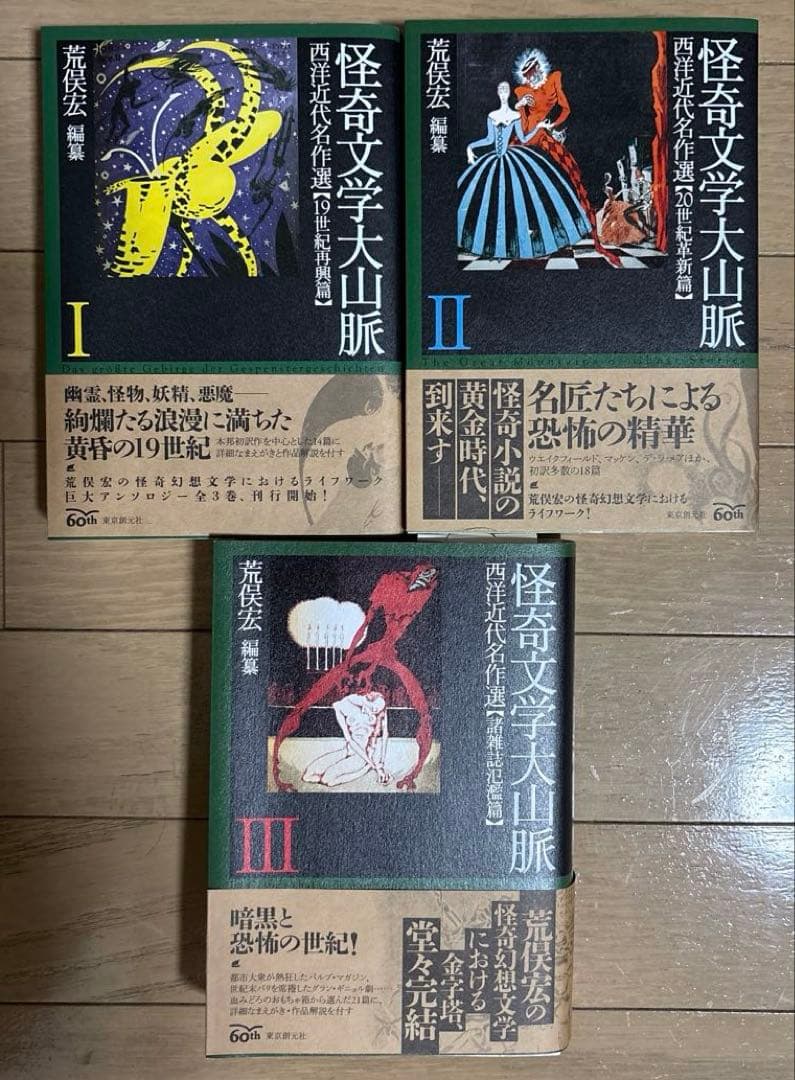 怪奇文学大山脈
西洋近代名作選【19世紀再興篇】
荒俣宏 編纂
I
Das größte Gebirge der Gespenstergeschichten
幽霊、怪物、妖精、悪魔——
絢爛たる浪漫に満ちた
黄昏の19世紀
本邦初訳作を中心とした14篇に
詳細なまえがきと作品解説を付す
荒俣宏の怪奇幻想文学におけるライフワーク
巨大アンソロジー全3巻、刊行開始!
60th 東京創元社
怪奇文学大山脈
西洋近代名作選【20世紀革新篇】
荒俣宏 編纂
II
The Great Mountains of Ghost Stories
名匠たちによる
恐怖の精華
ウエイクフィールド、マッケン、デ・ラ・メアほか、
初訳多数の18篇
荒俣宏の怪奇幻想文学における
ライフワーク!
怪奇小説の
黄金時代、
到来す——
東京創元社 60th
怪奇文学大山脈
西洋近代名作選【諸雑誌氾濫篇】
荒俣宏 編纂
III
荒俣宏の
怪奇幻想文学
における
金字塔、
堂々完結
暗黒と
恐怖の世紀!
都市大衆が熱狂したパルプ・マガジン、
世紀末パリを席捲したグラン・ギニョル劇……
血みどろのおもちゃ箱から選んだ21篇に、
詳細なまえがき・作品解説を付す
60th 東京創元社